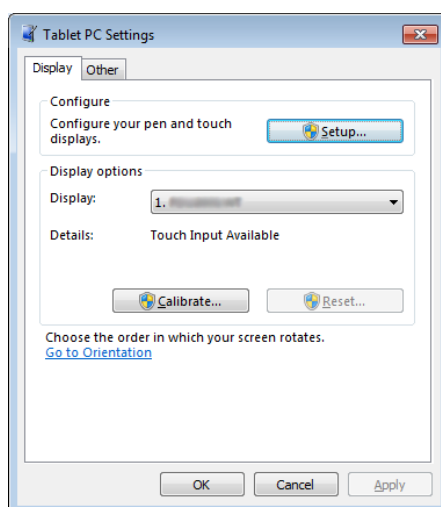 Tablet PC Settings
Display Other
Configure
Configure your pen and touch
displays.
Setup...
Display options
Display: 1.
Details: Touch Input Available
Calibrate... Reset...
Choose the order in which your screen rotates.
Go to Orientation
OK Cancel Apply